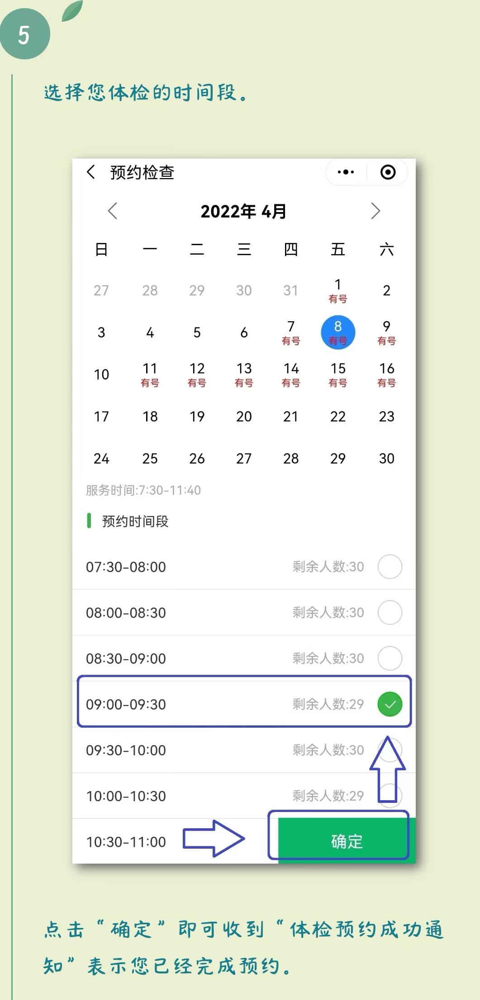 5
选择您体检的时间段。
预约检查
2022年 4月
日 一 二 三 四 五 六
27 28 29 30 31 1 2
有号
3 4 5 6 7 8 9
有号 有号 有号
10 11 12 13 14 15 16
有号 有号 有号 有号 有号 有号
17 18 19 20 21 22 23
24 25 26 27 28 29 30
服务时间:7:30-11:40
预约时间段
07:30-08:00 剩余人数:30
08:00-08:30 剩余人数:30
08:30-09:00 剩余人数:30
09:00-09:30 剩余人数:29
09:30-10:00 剩余人数:30
10:00-10:30 剩余人数:29
10:30-11:00 确定
点击“确定”即可收到“体检预约成功通
知”表示您已经完成预约。